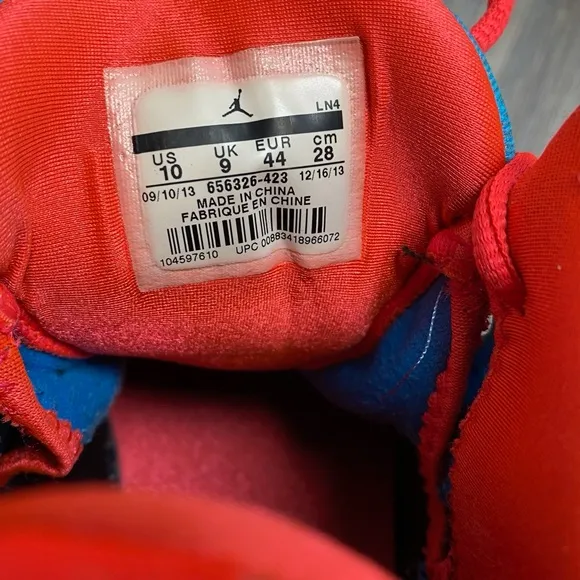 LN4
US UK EUR cm
10 9 44 28
09/10/13 656326-423 12/16/13
MADE IN CHINA
FABRIQUE EN CHINE
104597610 UPC 00883418966072